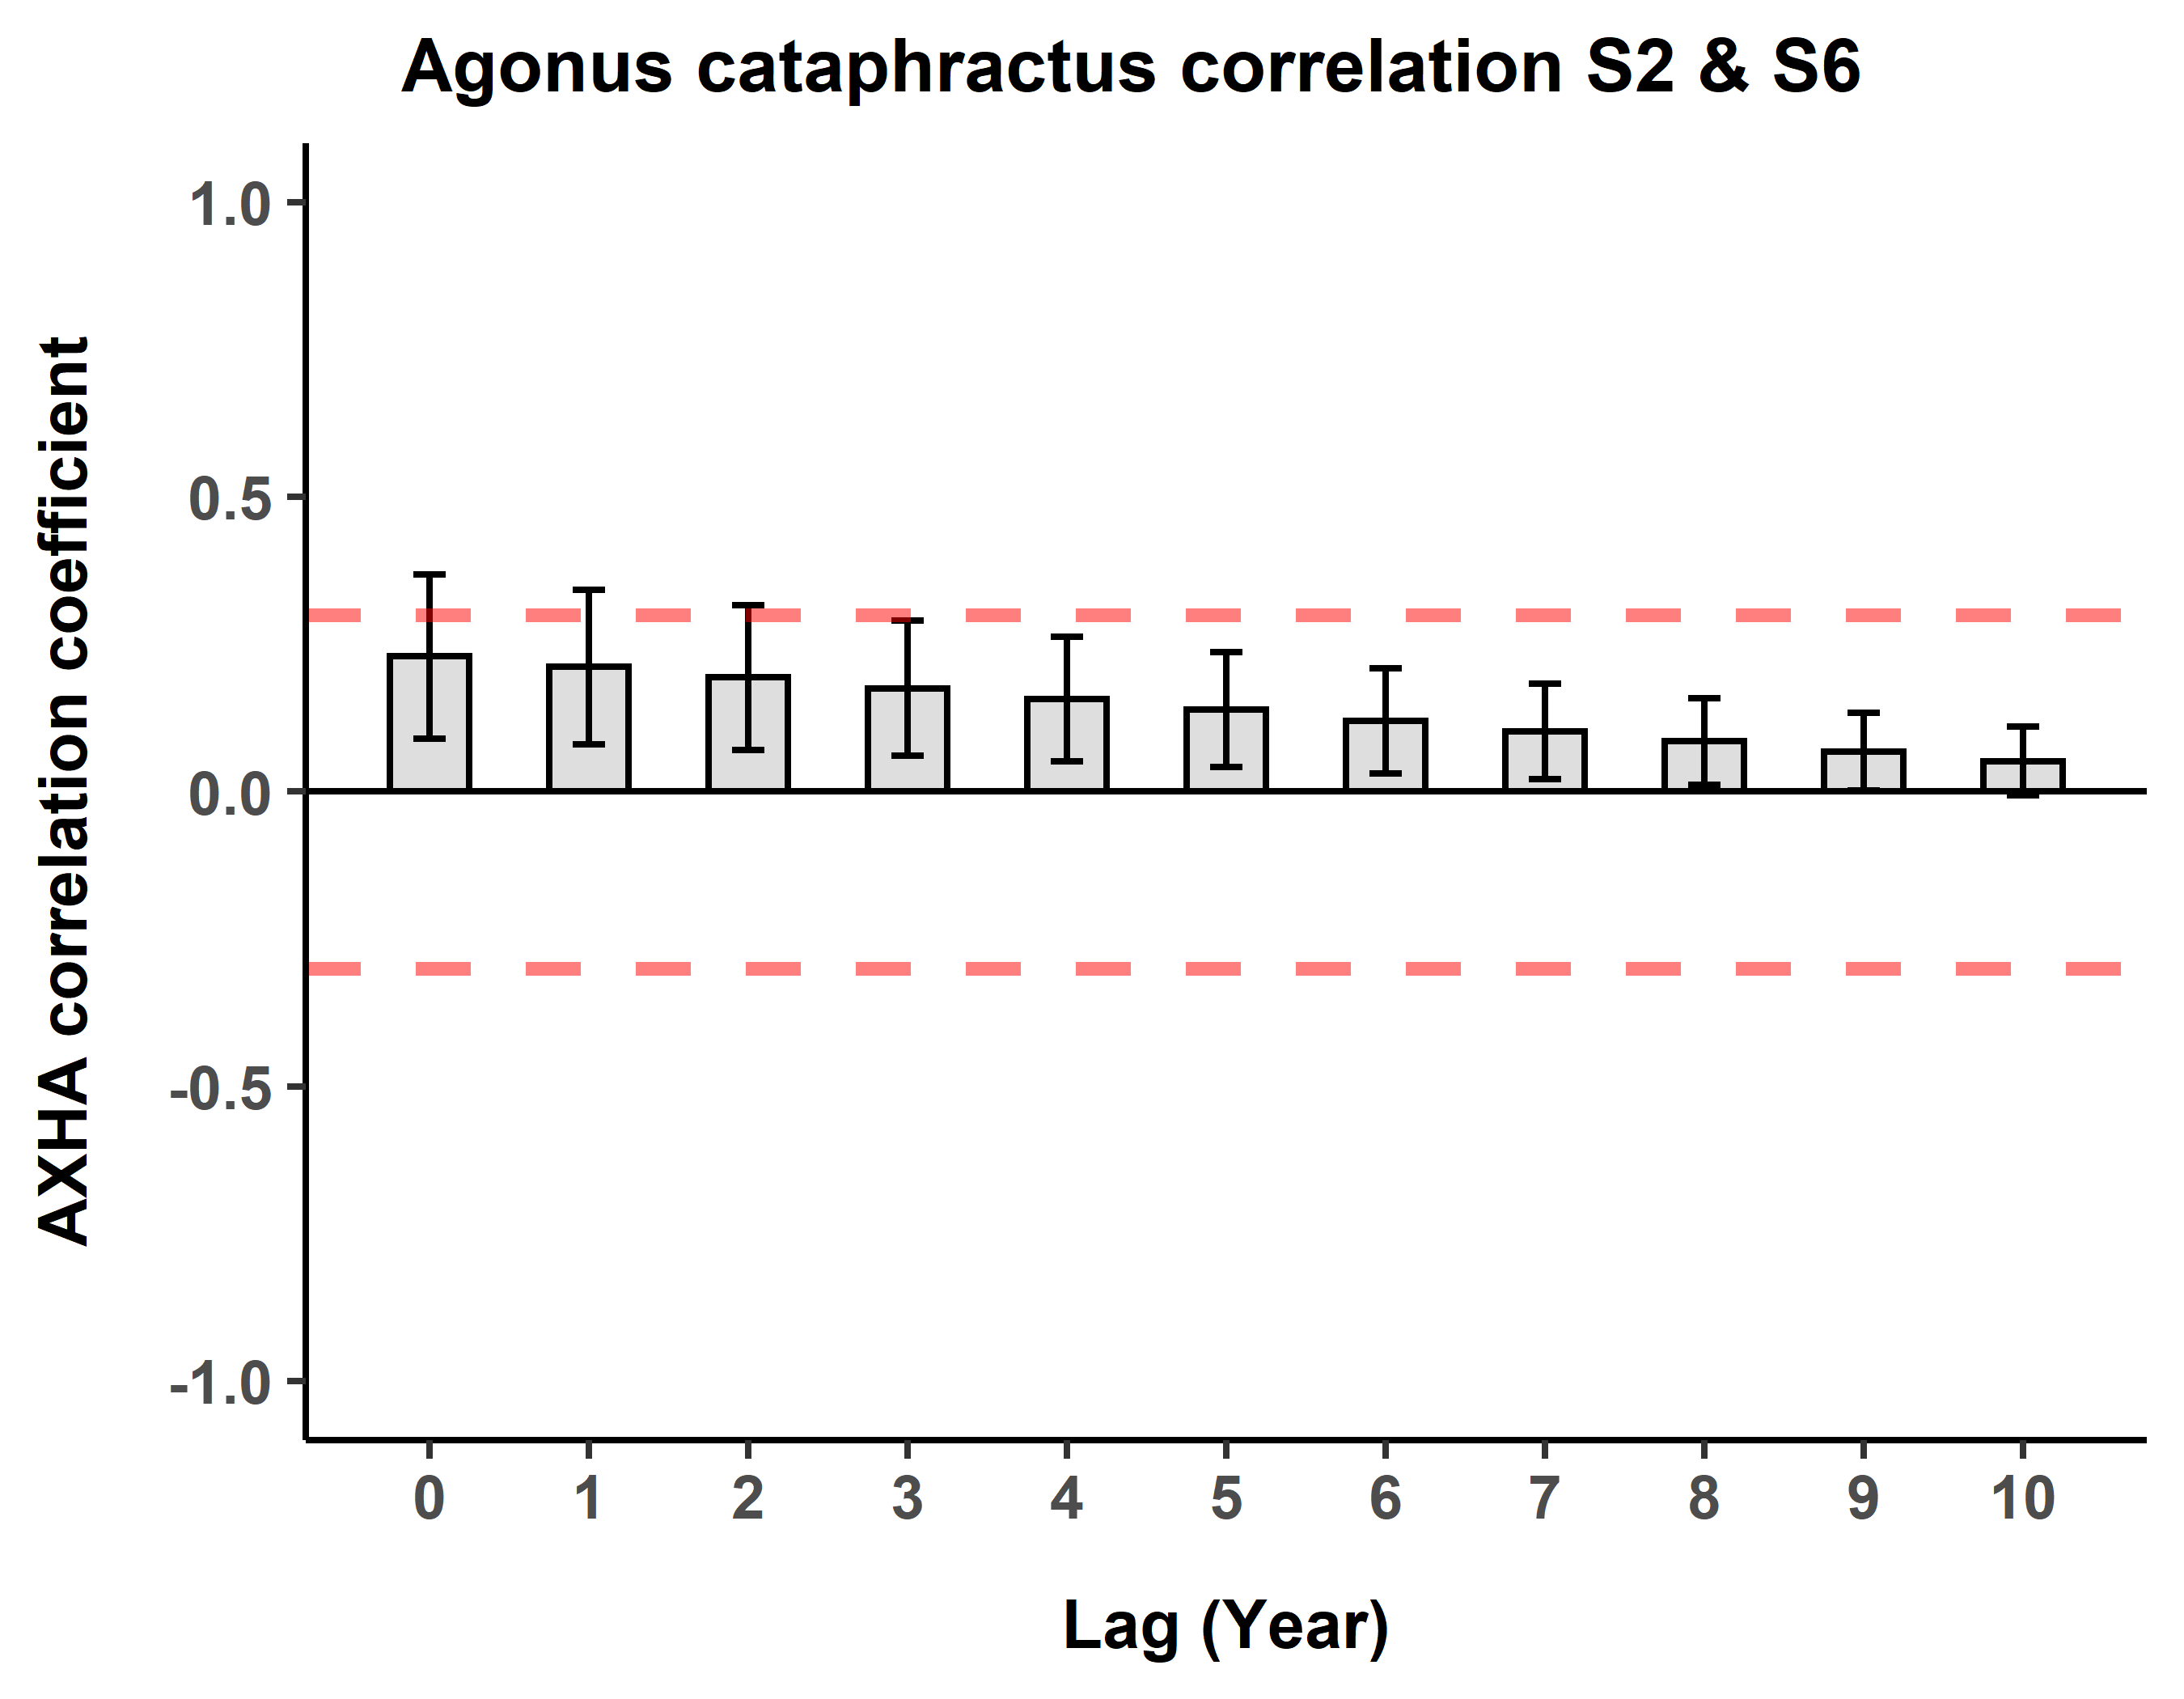 Agonus cataphractus correlation S2 & S6
AXHA correlation coefficient
1.0
0.5
0.0
-0.5
-1.0
0 1 2 3 4 5 6 7 8 9 10
Lag (Year)